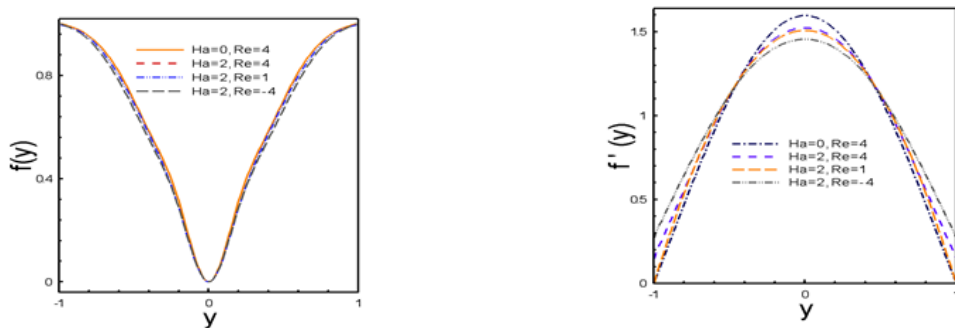 Ha=0,Re=4
Ha=2,Re=4
Ha=2,Re=1
Ha=2,Re=-4
0.8
0.4
0
f(y)
-1
0
1
y
1.5
1
0.5
0
f ' (y)
Ha=0,Re=4
Ha=2,Re=4
Ha=2,Re=1
Ha=2,Re=-4
-1
0
1
y